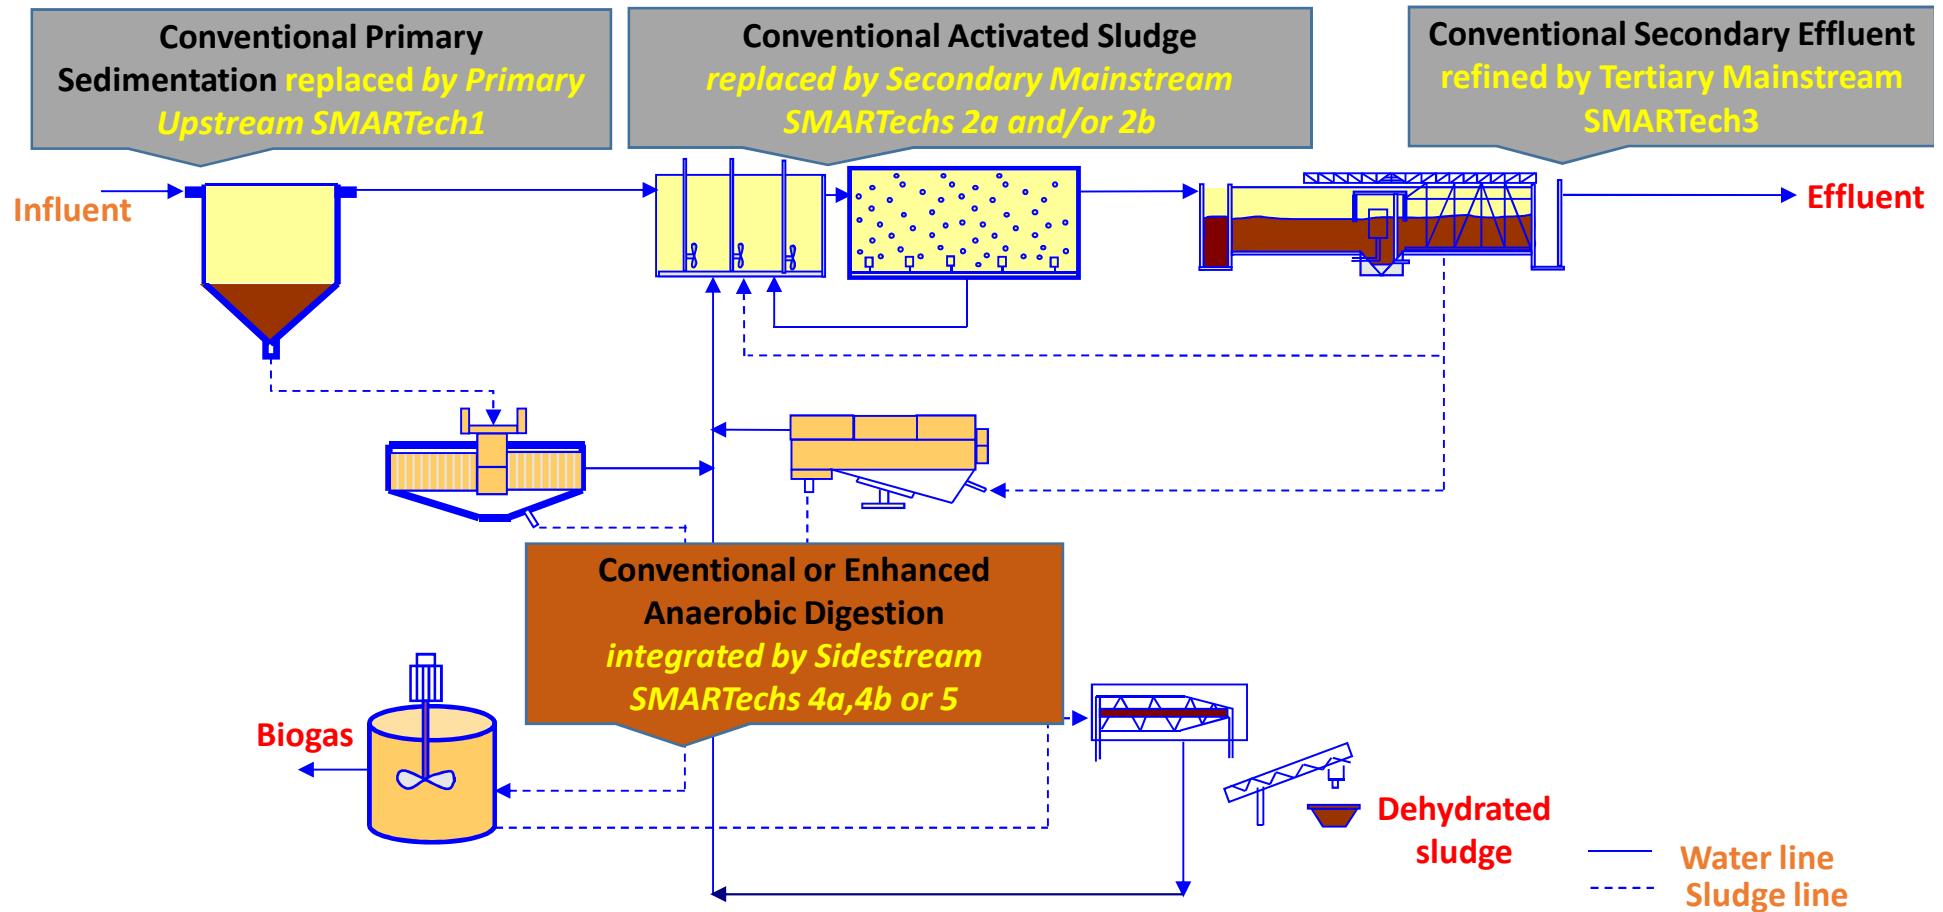 Conventional Primary
Sedimentation replaced by Primary
Upstream SMARTech1
Conventional Activated Sludge
replaced by Secondary Mainstream
SMARTechs 2a and/or 2b
Conventional Secondary Effluent
refined by Tertiary Mainstream
SMARTech3
Influent
Effluent
Conventional or Enhanced
Anaerobic Digestion
integrated by Sidestream
SMARTechs 4a,4b or 5
Biogas
Dehydrated
sludge
Water line
Sludge line